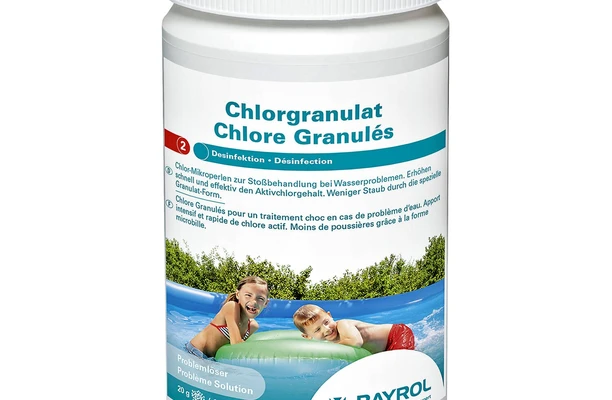 Chlorgranulat
Chlore Granulés
2
Desinfektion • Désinfection
D Chlor-Mikroperlen zur Stoßbehandlung bei Wasserproblemen. Erhöhen
schnell und effektiv den Aktivchlorgehalt. Weniger Staub durch die spezielle
Granulat-Form.
F Chlore Granulés pour un traitement choc en cas de problème d'eau. Apport
intensif et rapide de chlore actif. Moins de poussières grâce à la forme
microbille.
Problemlöser
Probleme Solution
20 g
BAYROL